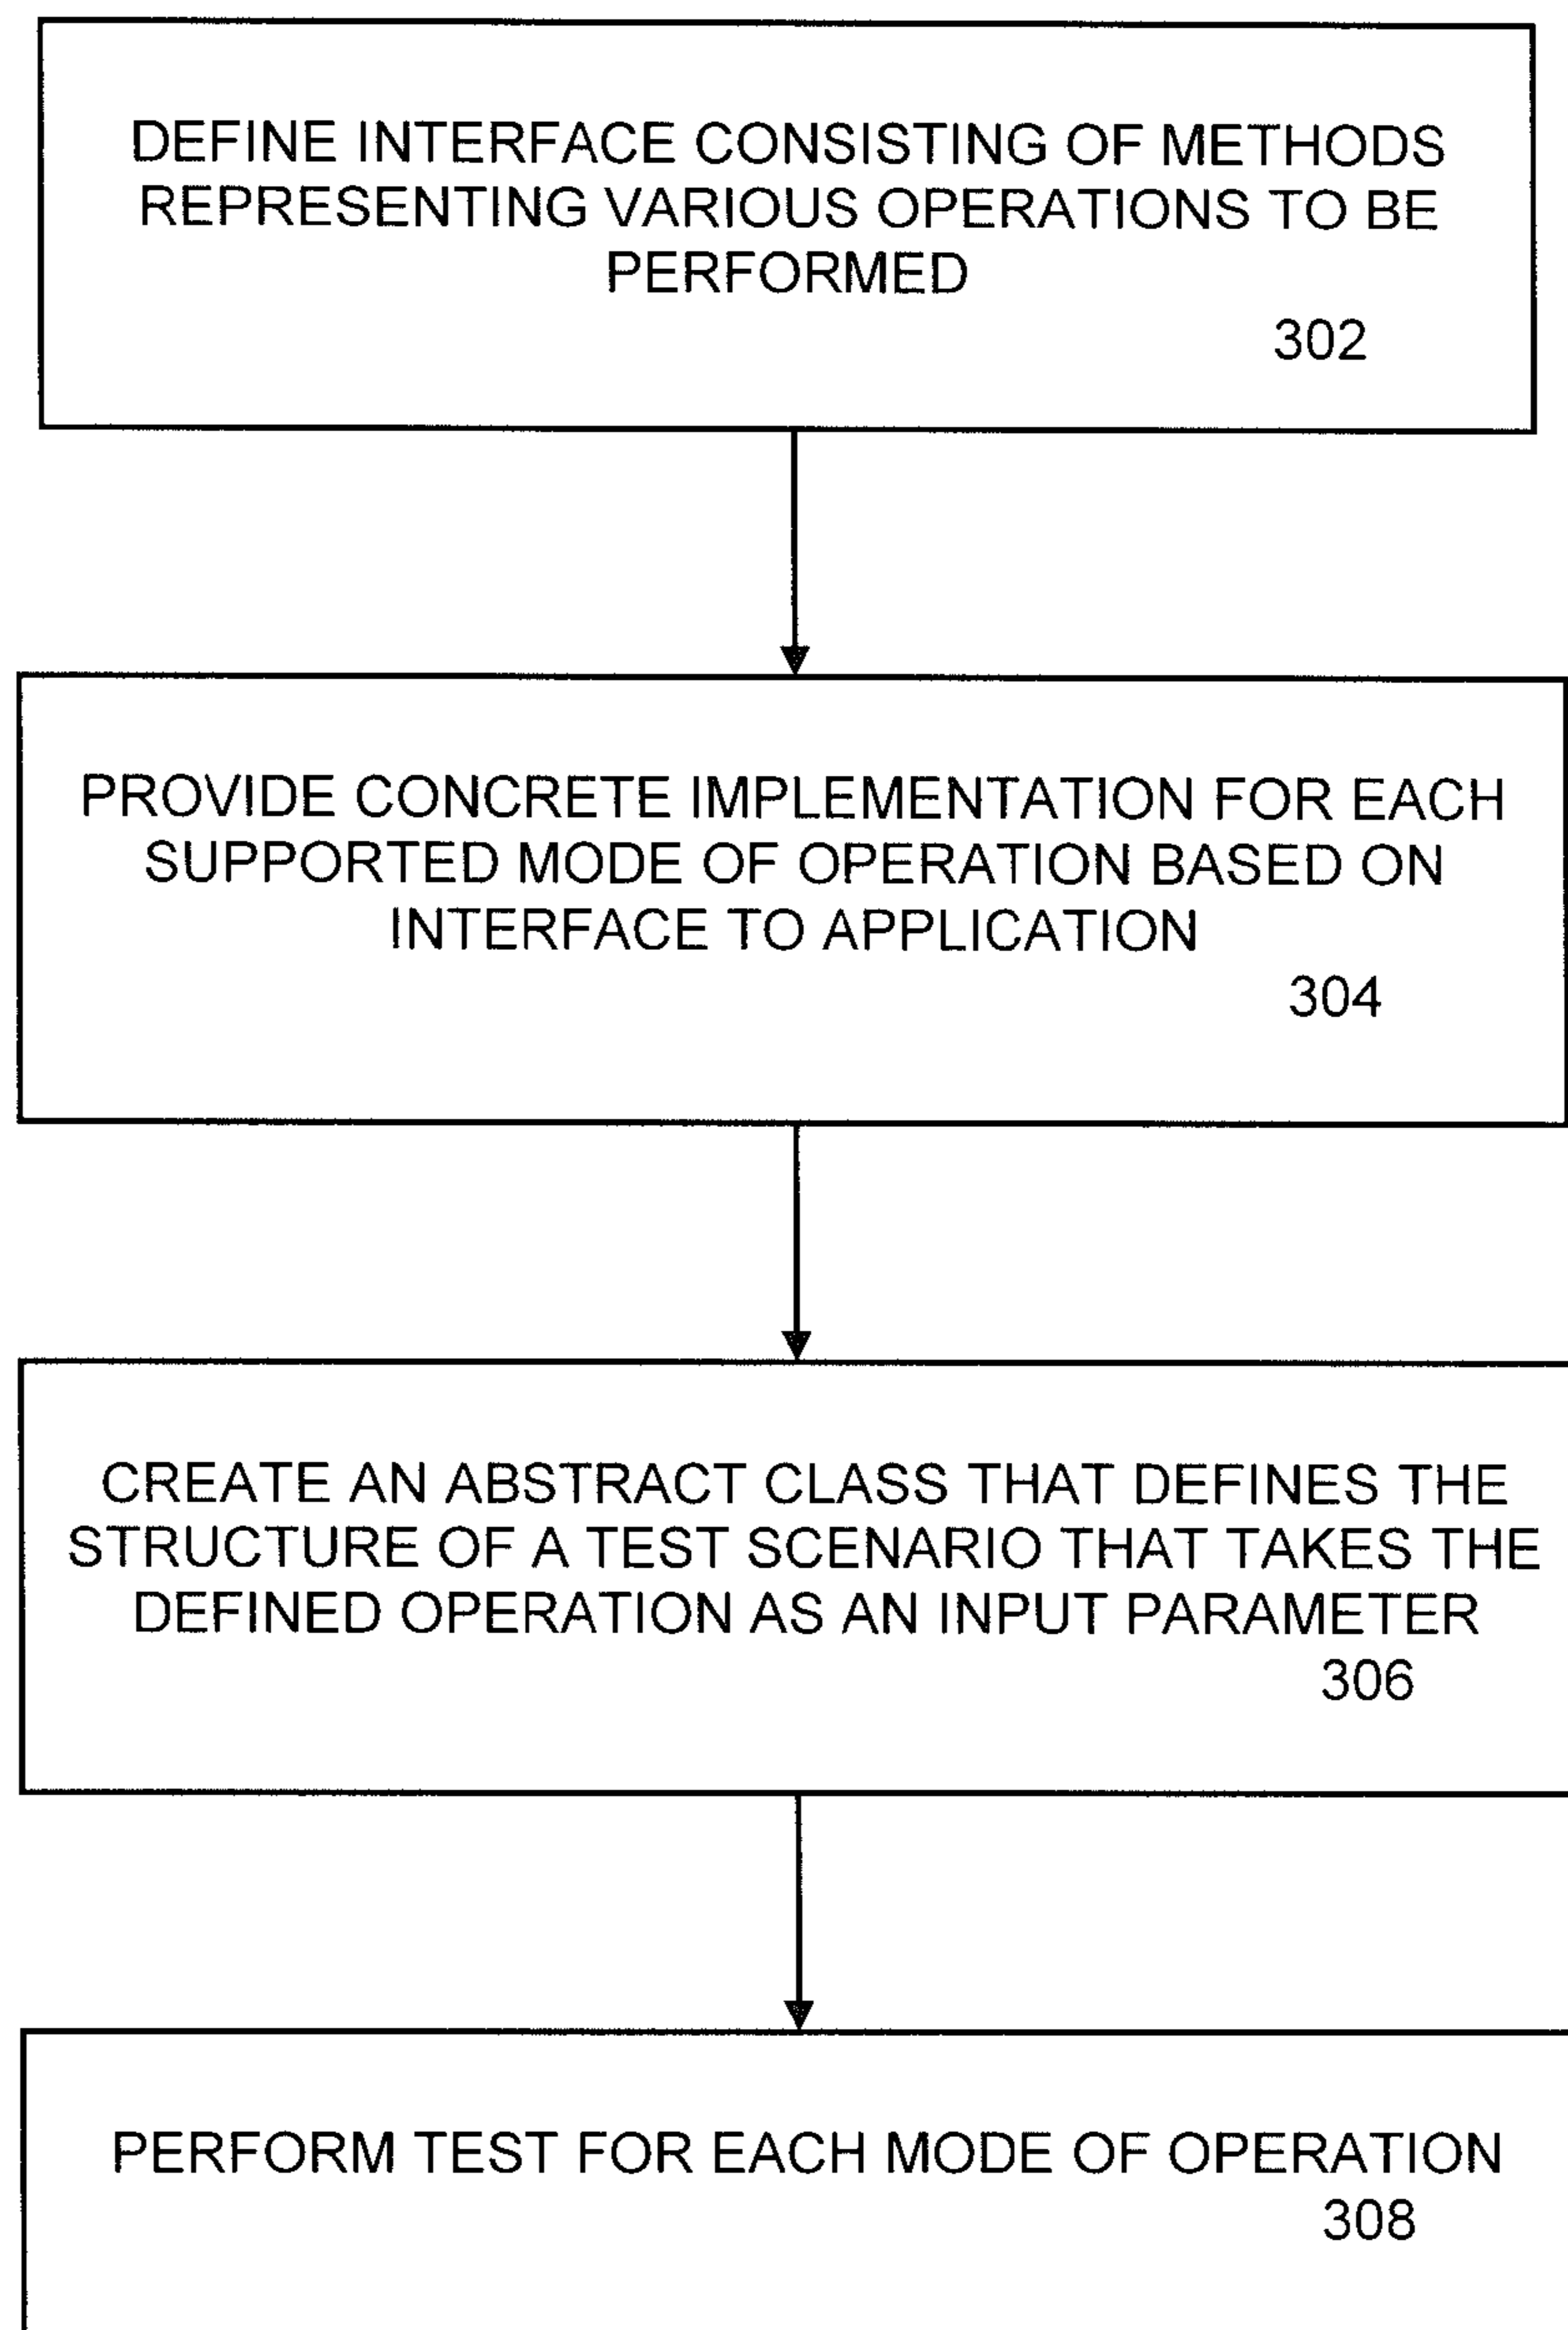 DEFINE INTERFACE CONSISTING OF METHODS
REPRESENTING VARIOUS OPERATIONS TO BE
PERFORMED
302
PROVIDE CONCRETE IMPLEMENTATION FOR EACH
SUPPORTED MODE OF OPERATION BASED ON
INTERFACE TO APPLICATION
304
CREATE AN ABSTRACT CLASS THAT DEFINES THE
STRUCTURE OF A TEST SCENARIO THAT TAKES THE
DEFINED OPERATION AS AN INPUT PARAMETER
306
PERFORM TEST FOR EACH MODE OF OPERATION
308